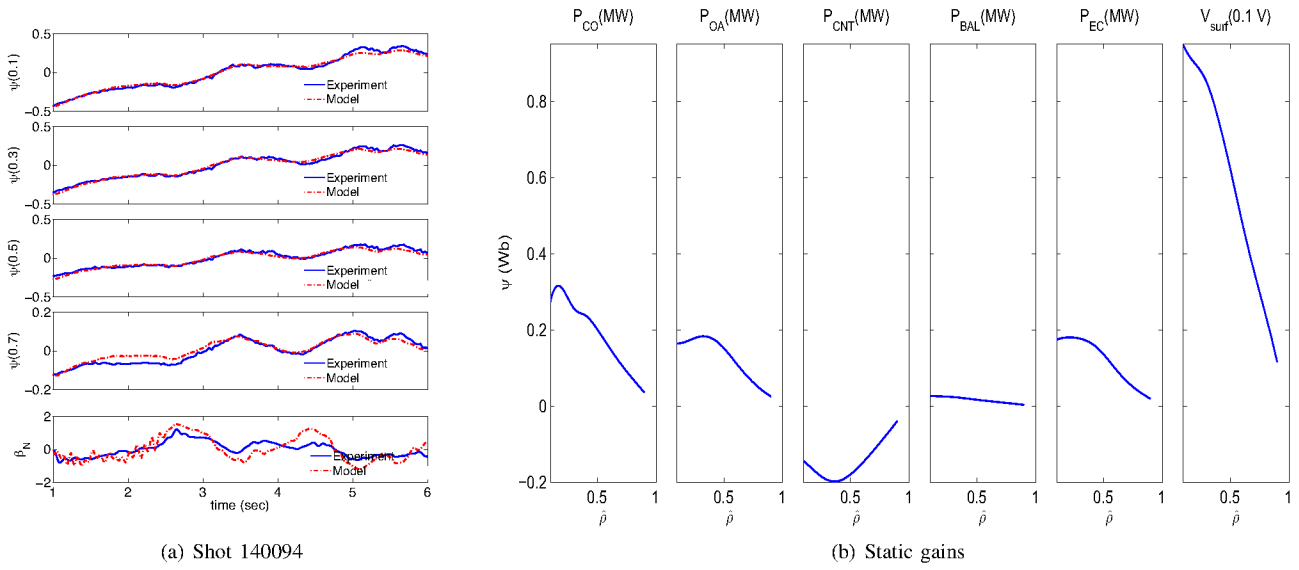 0.5
0
−0.5
ψ(0.1)
Experiment
Model
0.5
0
−0.5
ψ(0.3)
Experiment
Model
0.5
0
−0.5
ψ(0.5)
Experiment
Model
0.2
0
−0.2
ψ(0.7)
Experiment
Model
2
0
−2
β_N
Experiment
Model
1 2 3 4 5 6
time (sec)
(a) Shot 140094
P_CO(MW) P_OA(MW) P_CNT(MW) P_BAL(MW) P_EC(MW) V_surf(0.1 V)
0.8
0.6
0.4
0.2
0
−0.2
Ψ (Wb)
0.5 1 0.5 1 0.5 1 0.5 1 0.5 1 0.5 1
ρ̂ ρ̂ ρ̂ ρ̂ ρ̂ ρ̂
(b) Static gains